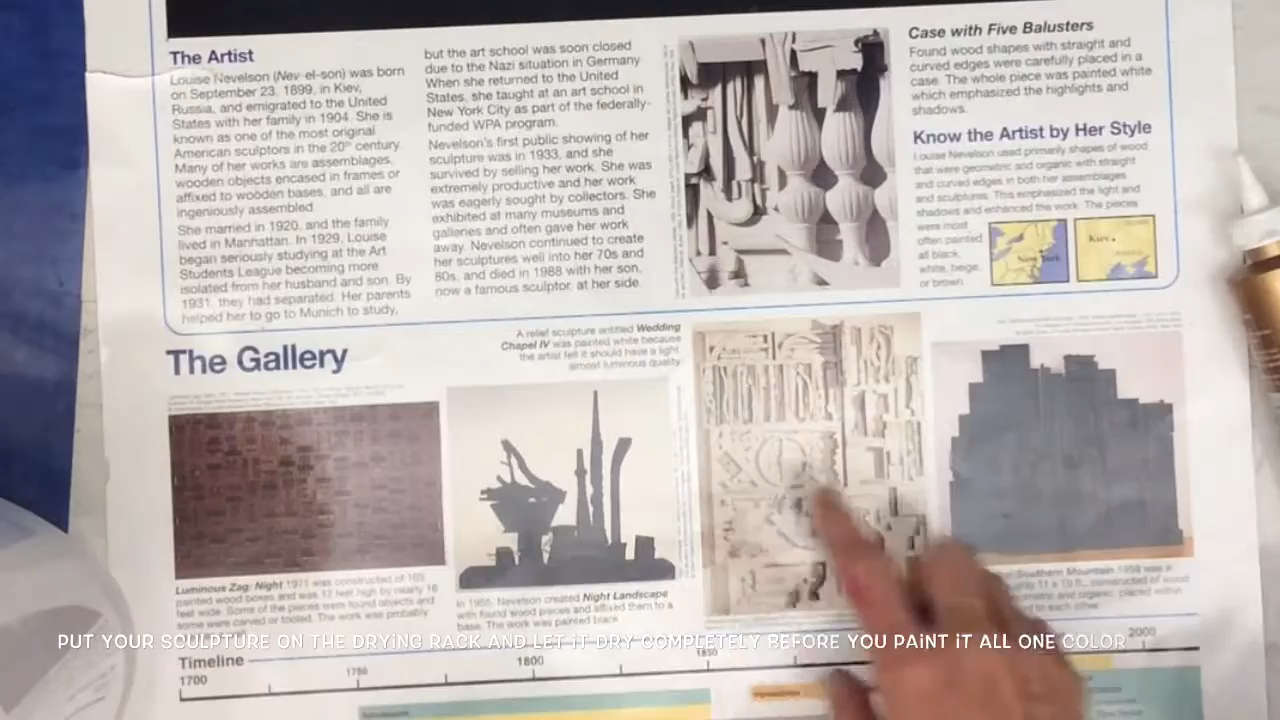 The Artist
Louise Nevelson (Nev-el-son) was born
on September 23, 1899, in Kiev,
Russia, and emigrated to the United
States with her family in 1904. She is
known as one of the most original
American sculptors in the 20th century.
Many of her works are assemblages,
wooden objects encased in frames or
affixed to wooden bases, and all are
ingeniously assembled.
She married in 1920, and the family
lived in Manhattan. In 1929, Louise
began seriously studying at the Art
Students League becoming more
isolated from her husband and son. By
1931, they had separated. Her parents
helped her to go to Munich to study,
but the art school was soon closed
due to the Nazi situation in Germany
When she returned to the United
States, she taught at an art school in
New York City as part of the federally-
funded WPA program.
Nevelson's first public showing of her
sculpture was in 1933, and she
survived by selling her work. She was
extremely productive and her work
was eagerly sought by collectors. She
exhibited at many museums and
galleries and often gave her work
away. Nevelson continued to create
her sculptures well into her 70s and
80s, and died in 1988 with her son,
now a famous sculptor, at her side.
Case with Five Balusters
Found wood shapes with straight and
curved edges were carefully placed in a
case. The whole piece was painted white
which emphasized the highlights and
shadows.
Know the Artist by Her Style
Louise Nevelson used primarily shapes of wood
that were geometric and organic with straight
and curved edges in both her assemblages
and sculptures. This emphasized the light and
shadows and enhanced the work. The pieces
were most
often painted
all black,
white, beige,
or brown.
New York
Kiev
The Gallery
A relief sculpture entitled Wedding
Chapel IV was painted white because
the artist felt it should have a light,
almost luminous quality.
Luminous Zag: Night 1971 was constructed of 105
painted wood boxes and was 12 feet high by nearly 16
feet wide. Some of the pieces were found objects and
some were carved or tooled. The work was probably
In 1955, Nevelson created Night Landscape
with found wood pieces and affixed them to a
base. The work was painted black
Southern Mountain 1959 was a
constructed of wood
and organic placed within
to each other.
PUT YOUR SCULPTURE ON THE DRYING RACK AND LET IT DRY COMPLETELY BEFORE YOU PAINT IT ALL ONE COLOR
Timeline
1700
1750
1800
1850
2000